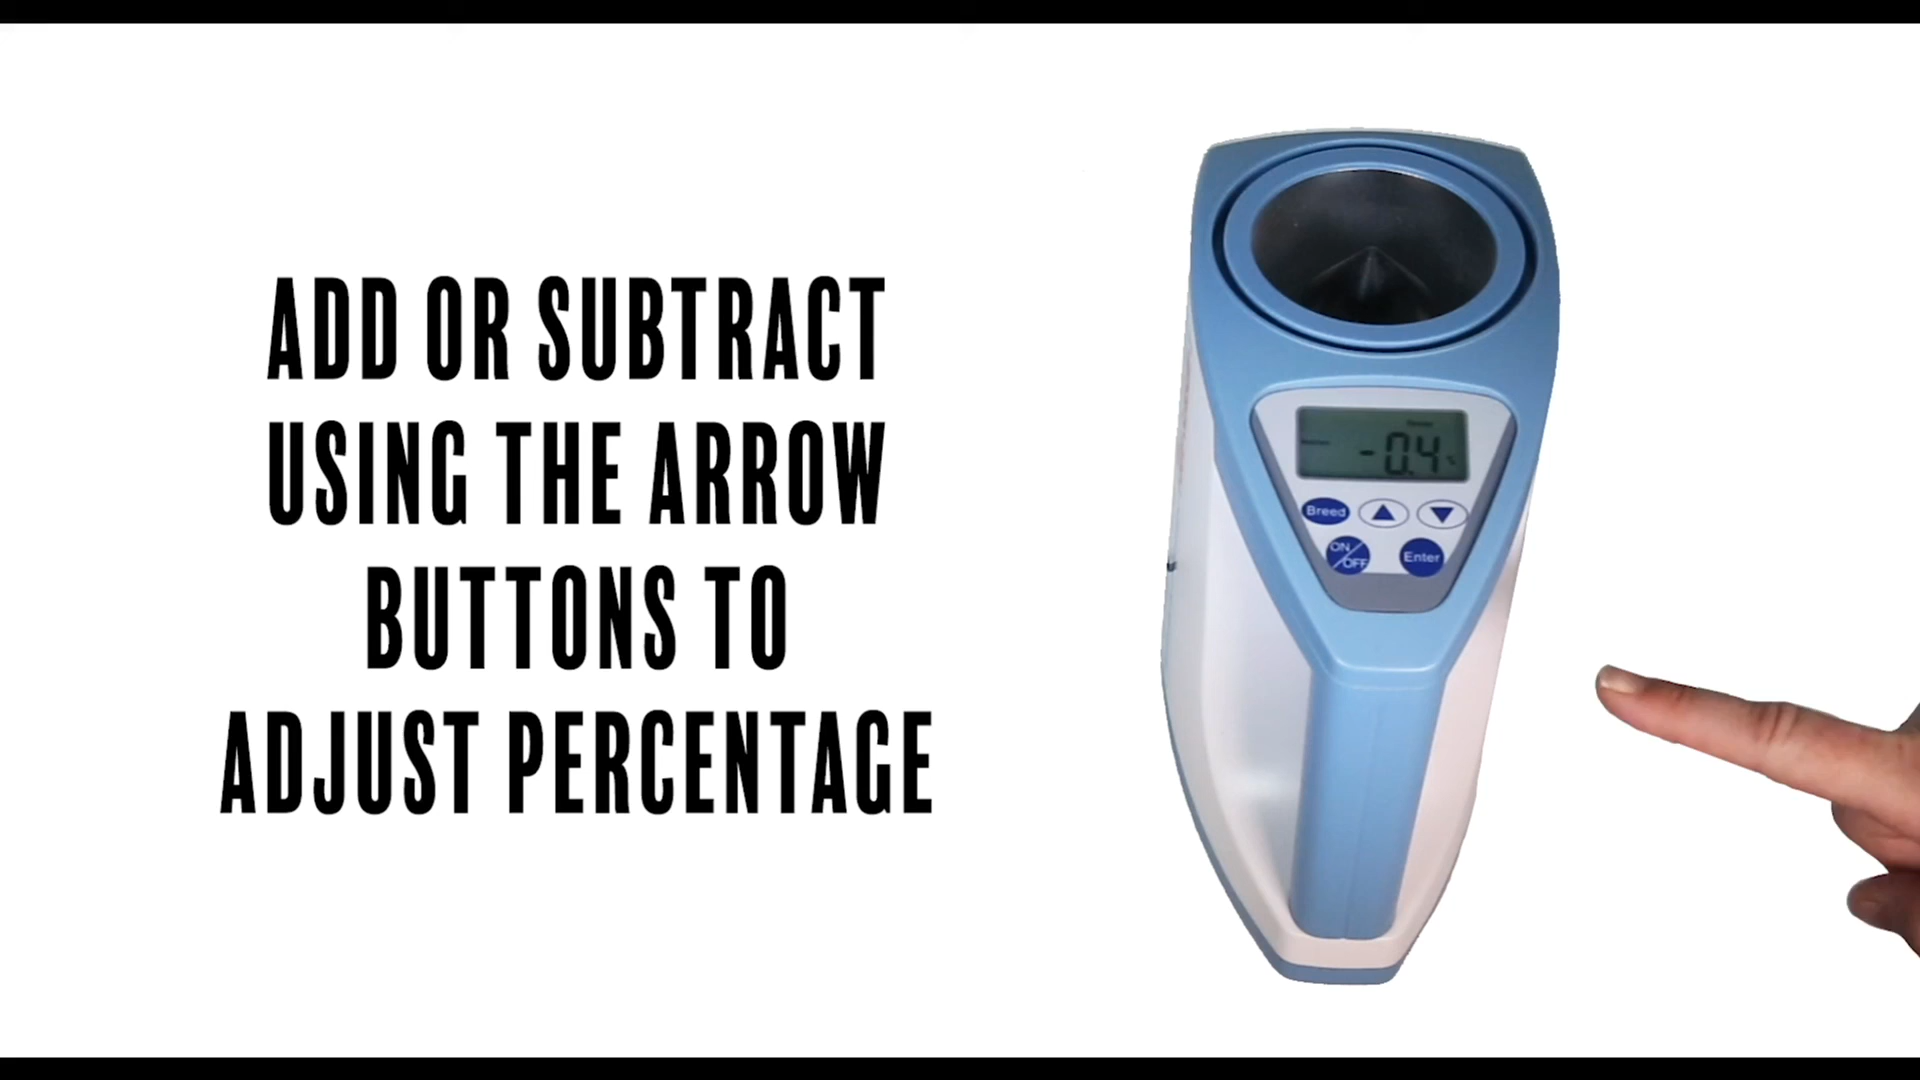 ADD OR SUBTRACT
USING THE ARROW
BUTTONS TO
ADJUST PERCENTAGE
-0.4
Breed
ON/OFF
Enter